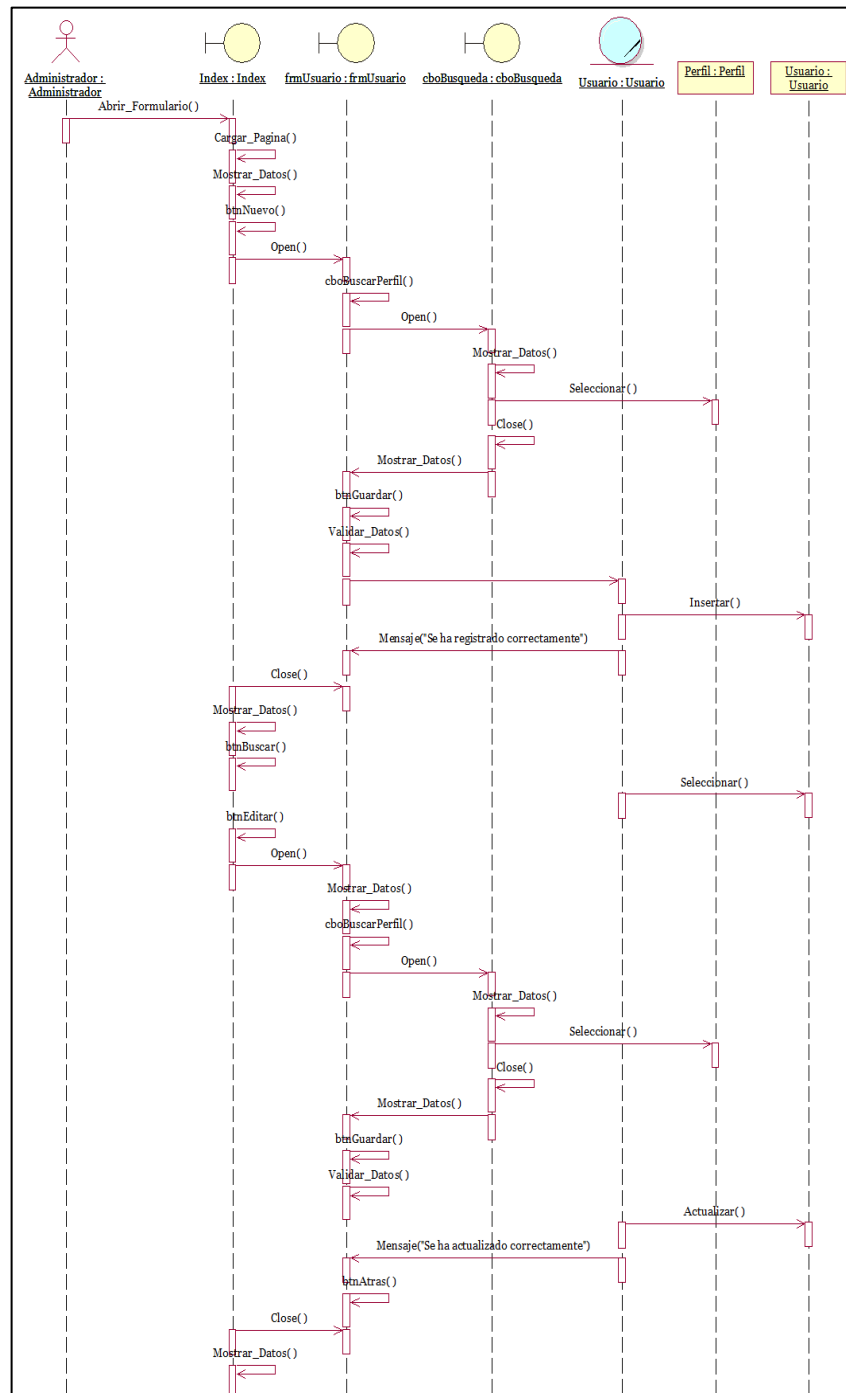 Administrador :
Administrador
Index : Index
frmUsuario : frmUsuario
cboBusqueda : cboBusqueda
Usuario : Usuario
Perfil : Perfil
Usuario :
Usuario
Abrir_Formulario( )
Cargar_Pagina( )
Mostrar_Datos( )
btnNuevo( )
Open( )
cboBuscarPerfil( )
Open( )
Mostrar_Datos( )
Seleccionar( )
Close( )
Mostrar_Datos( )
btnGuardar( )
Validar_Datos( )
Insertar( )
Mensaje("Se ha registrado correctamente")
Close( )
Mostrar_Datos( )
btnBuscar( )
Seleccionar( )
btnEditar( )
Open( )
Mostrar_Datos( )
cboBuscarPerfil( )
Open( )
Mostrar_Datos( )
Seleccionar( )
Close( )
Mostrar_Datos( )
btnGuardar( )
Validar_Datos( )
Actualizar( )
Mensaje("Se ha actualizado correctamente")
btnAtras( )
Close( )
Mostrar_Datos( )